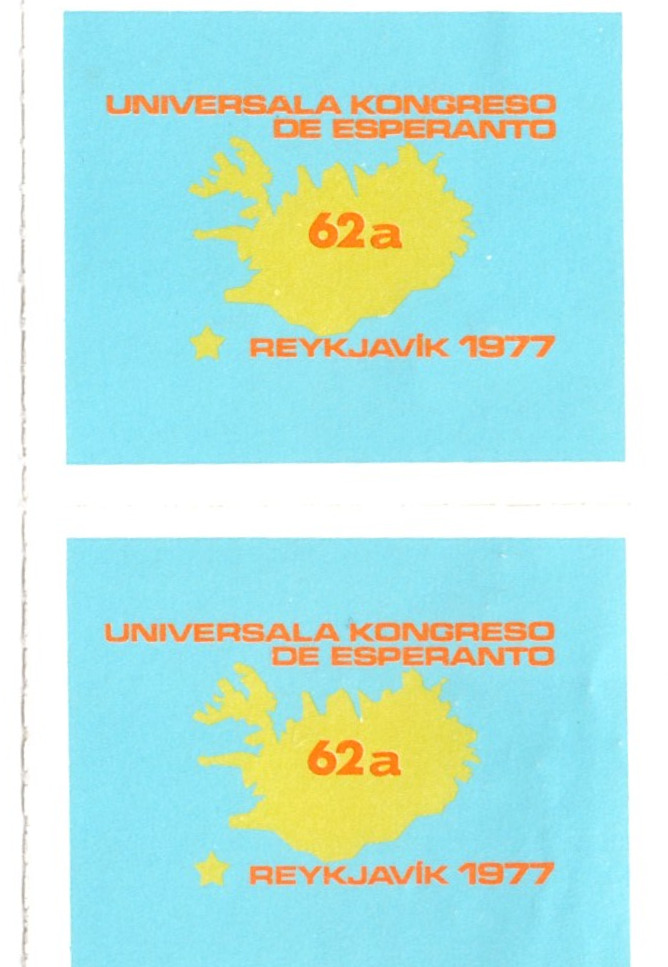 UNIVERSALA KONGRESO
DE ESPERANTO
62a
REYKJAVÍK 1977
UNIVERSALA KONGRESO
DE ESPERANTO
62a
REYKJAVÍK 1977